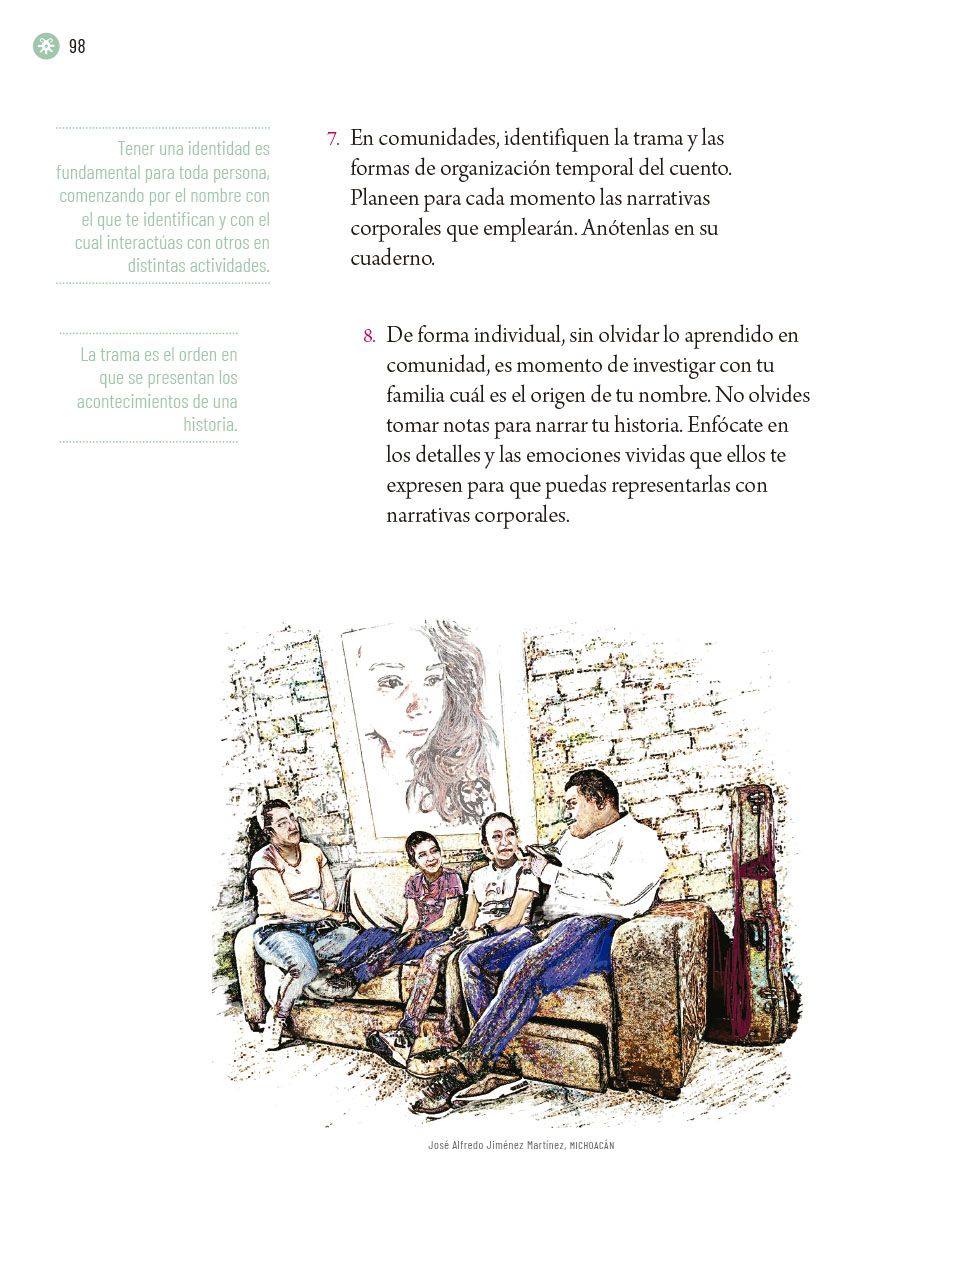 98
Tener una identidad es
fundamental para toda persona,
comenzando por el nombre con
el que te identifican y con el
cual interactúas con otros en
distintas actividades.
La trama es el orden en
que se presentan los
acontecimientos de una
historia.
7. En comunidades, identifiquen la trama y las
formas de organización temporal del cuento.
Planeen para cada momento las narrativas
corporales que emplearán. Anótenlas en su
cuaderno.
8. De forma individual, sin olvidar lo aprendido en
comunidad, es momento de investigar con tu
familia cuál es el origen de tu nombre. No olvides
tomar notas para narrar tu historia. Enfócate en
los detalles y las emociones vividas que ellos te
expresen para que puedas representarlas con
narrativas corporales.
José Alfredo Jiménez Martínez, MICHOACÁN